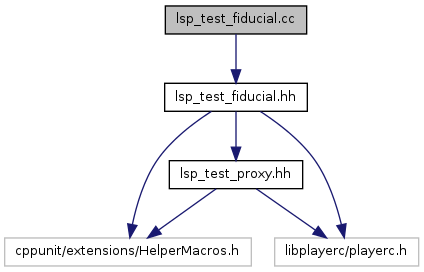 lsp_test_fiducial.cc
lsp_test_fiducial.hh
lsp_test_proxy.hh
cppunit/extensions/HelperMacros.h
libplayerc/playerc.h